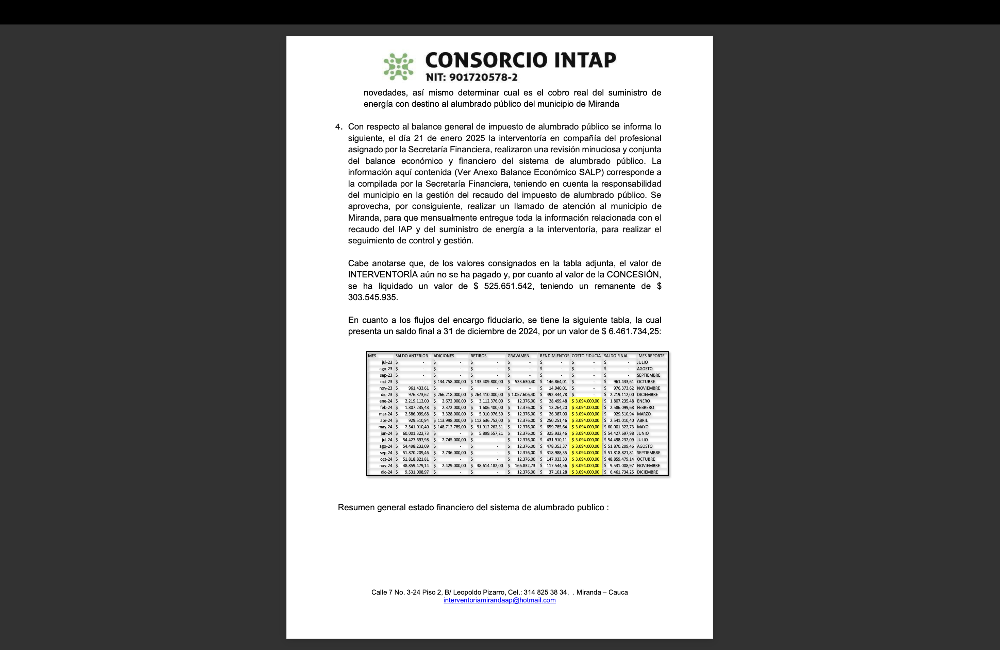 CONSORCIO INTAP
NIT: 901720578-2
novedades, así mismo determinar cual es el cobro real del suministro de
energía con destino al alumbrado público del municipio de Miranda
4. Con respecto al balance general de impuesto de alumbrado público se informa lo
siguiente, el día 21 de enero 2025 la interventoría en compañía del profesional
asignado por la Secretaría Financiera, realizaron una revisión minuciosa y conjunta
del balance económico y financiero del sistema de alumbrado público. La
información aquí contenida (Ver Anexo Balance Económico SALP) corresponde a
la compilada por la Secretaría Financiera, teniendo en cuenta la responsabilidad
del municipio en la gestión del recaudo del impuesto de alumbrado público. Se
aprovecha, por consiguiente, realizar un llamado de atención al municipio de
Miranda, para que mensualmente entregue toda la información relacionada con el
recaudo del IAP y del suministro de energía a la interventoría, para realizar el
seguimiento de control y gestión.
Cabe anotarse que, de los valores consignados en la tabla adjunta, el valor de
INTERVENTORÍA aún no se ha pagado y, por cuanto al valor de la CONCESIÓN,
se ha liquidado un valor de $ 525.651.542, teniendo un remanente de $
303.545.935.
En cuanto a los flujos del encargo fiduciario, se tiene la siguiente tabla, la cual
presenta un saldo final a 31 de diciembre de 2024, por un valor de $ 6.461.734,25:
MES SALDO ANTERIOR ADICIONES RETIROS GRAVAMEN RENDIMIENTOS COSTO FIDUCIA SALDO FINAL MES REPORTE
jul-23 $ - $ - $ - $ - $ - $ - $ - JULIO
ago-23 $ - $ - $ - $ - $ - $ - $ - AGOSTO
sep-23 $ - $ - $ - $ - $ - $ - $ - SEPTIEMBRE
oct-23 $ - $ 134.758.000,00 $ 133.409.800,00 $ 533.630,40 $ 146.864,01 $ - $ 961.433,61 OCTUBRE
nov-23 $ 961.433,61 $ - $ - $ - $ 14.940,01 $ - $ 976.373,62 NOVIEMBRE
dic-23 $ 976.373,62 $ 266.218.000,00 $ 264.410.000,00 $ 1.057.606,40 $ 492.344,78 $ - $ 2.219.112,00 DICIEMBRE
ene-24 $ 2.219.112,00 $ 2.672.000,00 $ 3.112.376,00 $ 12.376,00 $ 28.499,48 $ 3.094.000,00 $ 1.807.235,48 ENERO
feb-24 $ 1.807.235,48 $ 2.372.000,00 $ 1.606.400,00 $ 12.376,00 $ 13.264,20 $ 3.094.000,00 $ 2.586.099,68 FEBRERO
mar-24 $ 2.586.099,68 $ 3.328.000,00 $ 5.010.976,59 $ 12.376,00 $ 26.387,00 $ 3.094.000,00 $ 929.510,94 MARZO
abr-24 $ 929.510,94 $ 113.998.000,00 $ 112.636.752,00 $ 12.376,00 $ 250.251,46 $ 3.094.000,00 $ 2.541.010,40 ABRIL
may-24 $ 2.541.010,40 $ 148.712.789,00 $ 91.912.262,31 $ 12.376,00 $ 659.785,64 $ 3.094.000,00 $ 60.001.322,73 MAYO
jun-24 $ 60.001.322,73 $ - $ 5.899.557,21 $ 12.376,00 $ 325.932,46 $ 3.094.000,00 $ 54.427.697,98 JUNIO
jul-24 $ 54.427.697,98 $ 2.745.000,00 $ - $ 12.376,00 $ 431.910,11 $ 3.094.000,00 $ 54.498.232,09 JULIO
ago-24 $ 54.498.232,09 $ - $ - $ 12.376,00 $ 478.353,37 $ 3.094.000,00 $ 51.870.209,46 AGOSTO
sep-24 $ 51.870.209,46 $ 2.736.000,00 $ - $ 12.376,00 $ 318.988,35 $ 3.094.000,00 $ 51.818.821,81 SEPTIEMBRE
oct-24 $ 51.818.821,81 $ - $ - $ 12.376,00 $ 147.033,33 $ 3.094.000,00 $ 48.859.479,14 OCTUBRE
nov-24 $ 48.859.479,14 $ 2.429.000,00 $ 38.614.182,00 $ 166.832,73 $ 117.544,56 $ 3.094.000,00 $ 9.531.008,97 NOVIEMBRE
dic-24 $ 9.531.008,97 $ - $ - $ 12.376,00 $ 37.101,28 $ 3.094.000,00 $ 6.461.734,25 DICIEMBRE
Resumen general estado financiero del sistema de alumbrado publico :
Calle 7 No. 3-24 Piso 2, B/ Leopoldo Pizarro, Cel.: 314 825 38 34, . Miranda – Cauca
interventoriamirandaap@hotmail.com